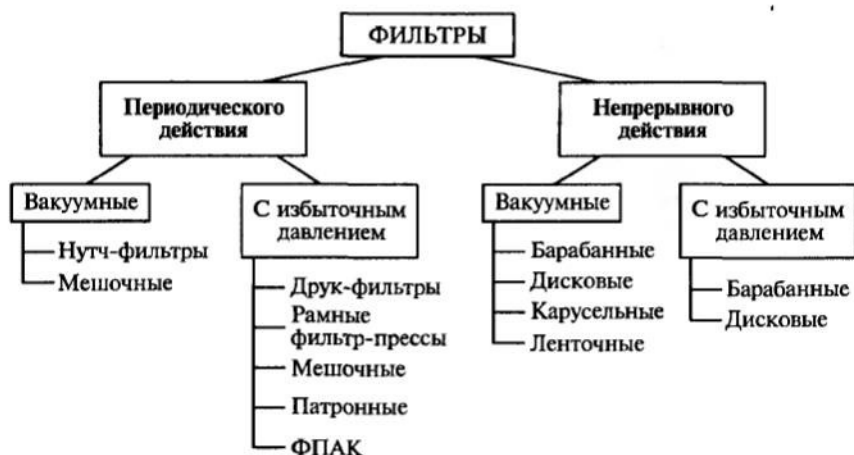 ФИЛЬТРЫ
Периодического
действия
Непрерывного
действия
Вакуумные
Нутч-фильтры
Мешочные
С избыточным
давлением
Друк-фильтры
Рамные
фильтр-прессы
Мешочные
Патронные
ФПАК
Вакуумные
Барабанные
Дисковые
Карусельные
Ленточные
С избыточным
давлением
Барабанные
Дисковые